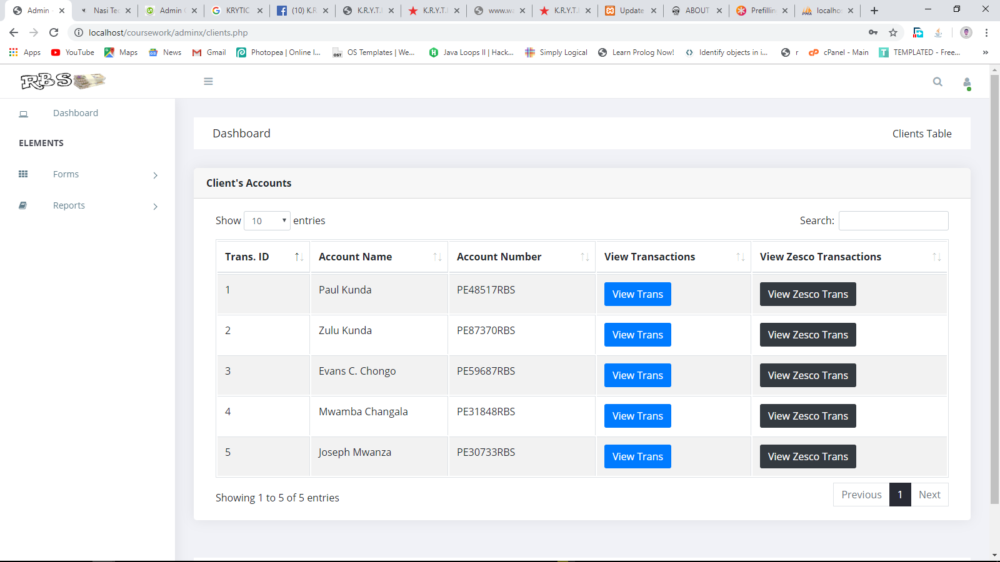 Admin - Nasi Tec Admin KRYTIC (10) K.R K.R.Y.T. K.R.Y.T. www.wa K.R.Y.T. Update ABOUT Prefillin localhos
localhost/coursework/adminx/clients.php
Apps YouTube Maps News Gmail Photopea | Online I... OS Templates | We... Java Loops II | Hack... Simply Logical Learn Prolog Now! Identify objects in i... r cPanel - Main TEMPLATED - Free... »
RBS
Dashboard
ELEMENTS
Forms
Reports
Dashboard Clients Table
Client's Accounts
Show 10 entries Search:
Trans. ID Account Name Account Number View Transactions View Zesco Transactions
1 Paul Kunda PE48517RBS View Trans View Zesco Trans
2 Zulu Kunda PE87370RBS View Trans View Zesco Trans
3 Evans C. Chongo PE59687RBS View Trans View Zesco Trans
4 Mwamba Changala PE31848RBS View Trans View Zesco Trans
5 Joseph Mwanza PE30733RBS View Trans View Zesco Trans
Showing 1 to 5 of 5 entries Previous 1 Next